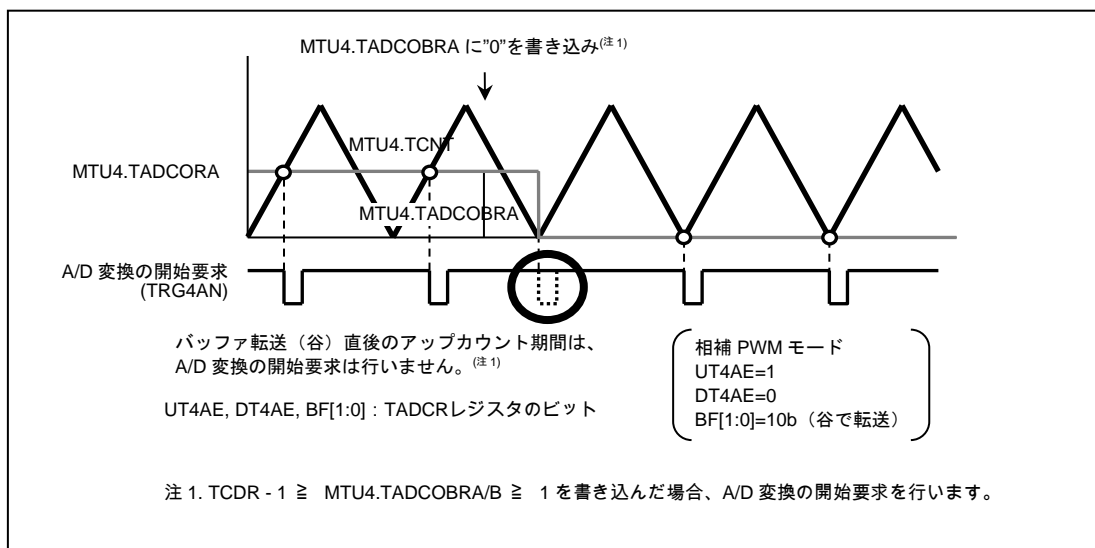 MTU4.TADCOBRA に"0"を書き込み(注 1)
MTU4.TCNT
MTU4.TADCORA
MTU4.TADCOBRA
A/D 変換の開始要求
(TRG4AN)
バッファ転送(谷)直後のアップカウント期間は、
A/D 変換の開始要求は行いません。(注 1)
UT4AE, DT4AE, BF[1:0]:TADCRレジスタのビット
相補 PWM モード
UT4AE=1
DT4AE=0
BF[1:0]=10b(谷で転送)
注 1. TCDR - 1 ≧ MTU4.TADCOBRA/B ≧ 1 を書き込んだ場合、A/D 変換の開始要求を行います。